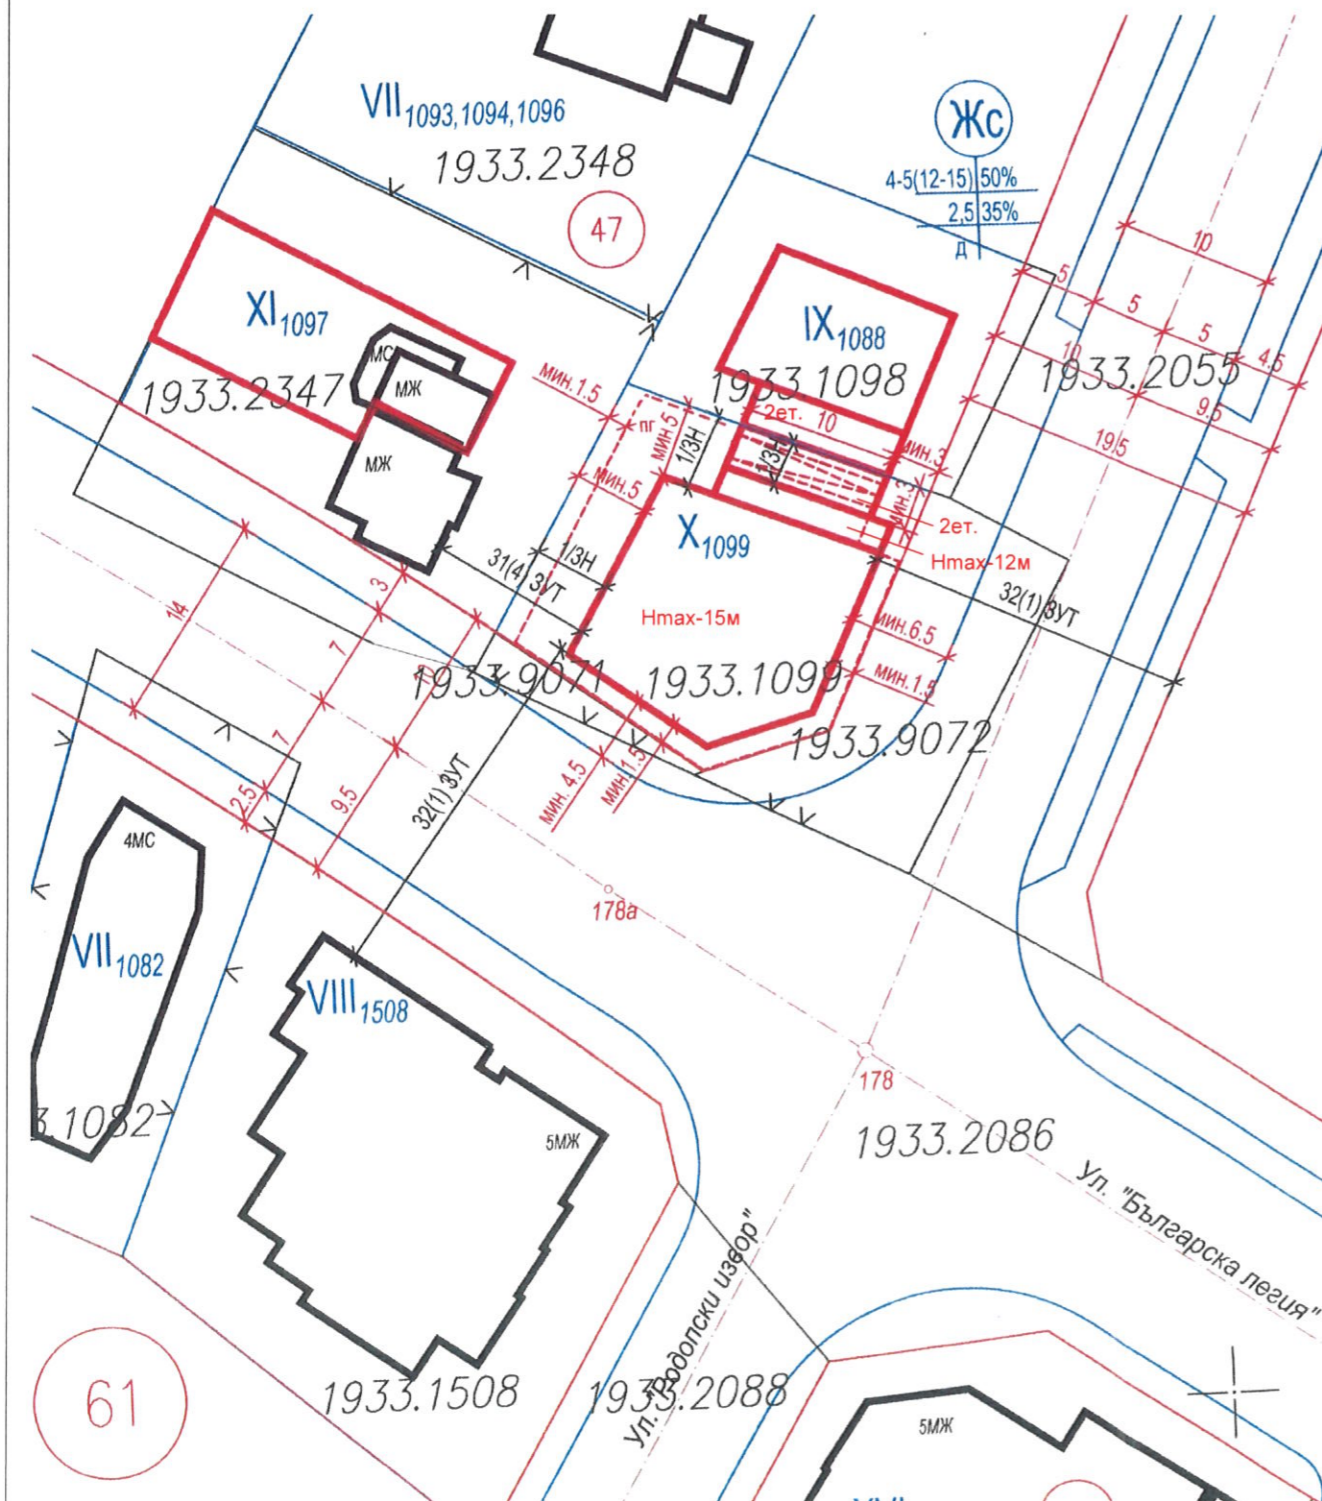 VII1093,1094,1096
1933.2348
47
Жс
4-5(12-15) 50%
2,5 35%
Д
XI1097
МС
МЖ
1933.2347
МЖ
IX1088
1933.1098
2ет.
10
10
5
5
5
4.5
10
9.5
19.5
1933.2055
мин.1.5
пг
мин.5
1/3Н
1/3Н
мин.3
мин.3
мин.5
X1099
2ет.
Hmax-12м
32(1) ЗУТ
1/3Н
31(4) ЗУТ
Hmax-15м
мин.6.5
мин.1.5
1933.9071
1933.1099
1933.9072
14
3
7
7
2.5
9.5
32(1) ЗУТ
мин. 4.5
мин.1.5
4МС
VII1082
3.1082
178а
178
VIII1508
5МЖ
1933.2086
Ул. "Българска легия"
Ул. "Родопски извор"
61
1933.1508
1933.2088
5МЖ